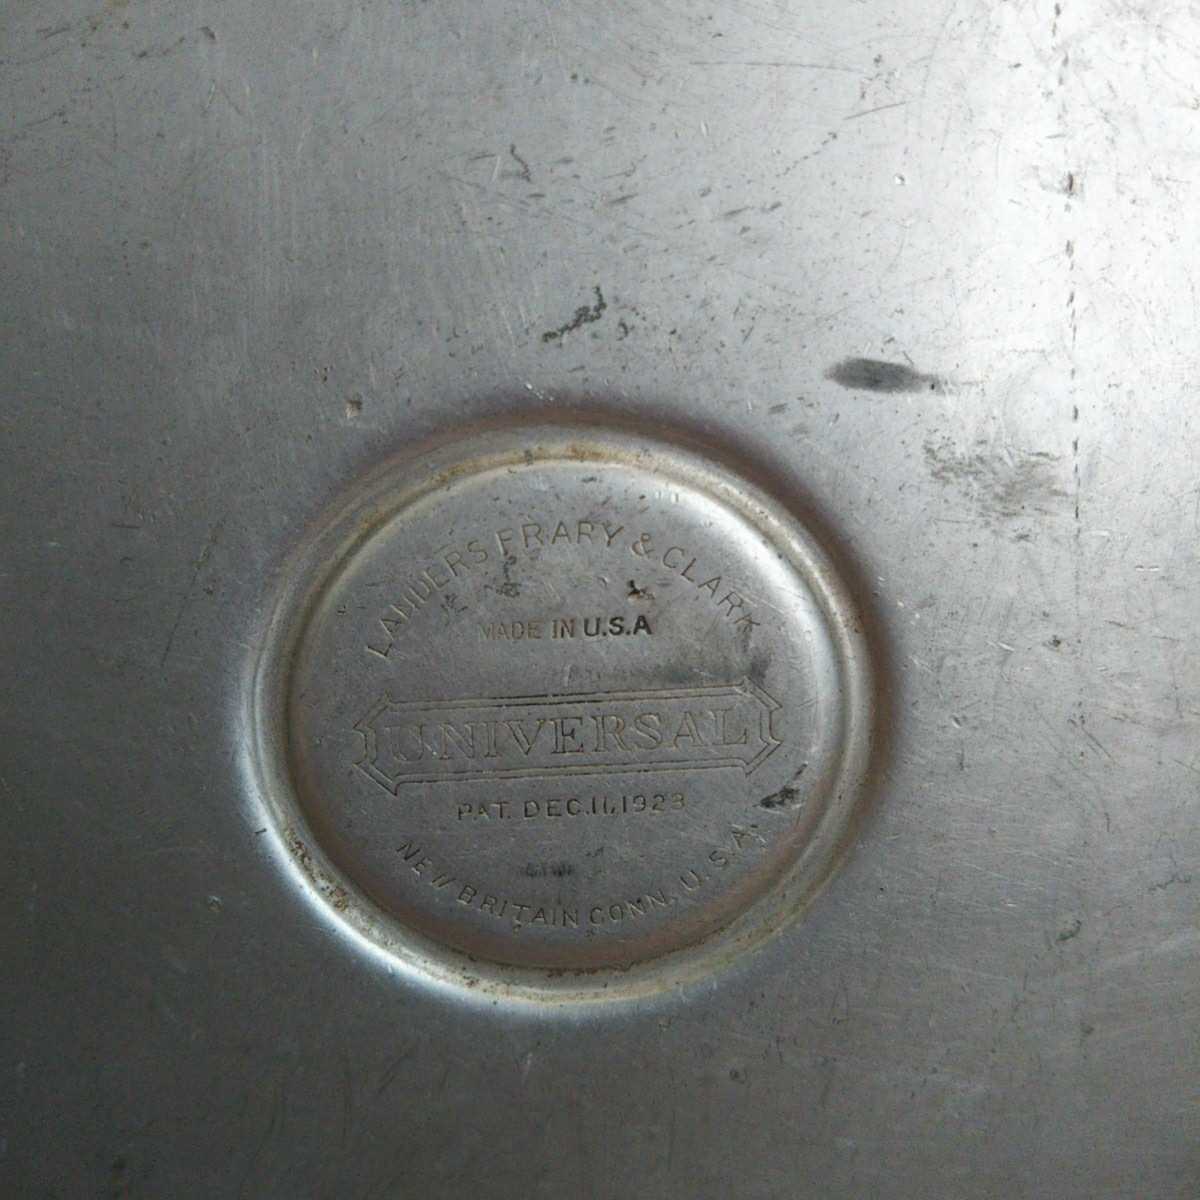 LANDERS FRARY & CLARK
MADE IN U.S.A
UNIVERSAL
PAT. DEC.11,1923
NEW BRITAIN CONN. U.S.A.